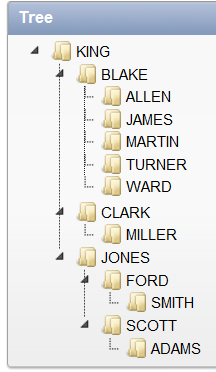 Tree
KING
BLAKE
ALLEN
JAMES
MARTIN
TURNER
WARD
CLARK
MILLER
JONES
FORD
SMITH
SCOTT
ADAMS